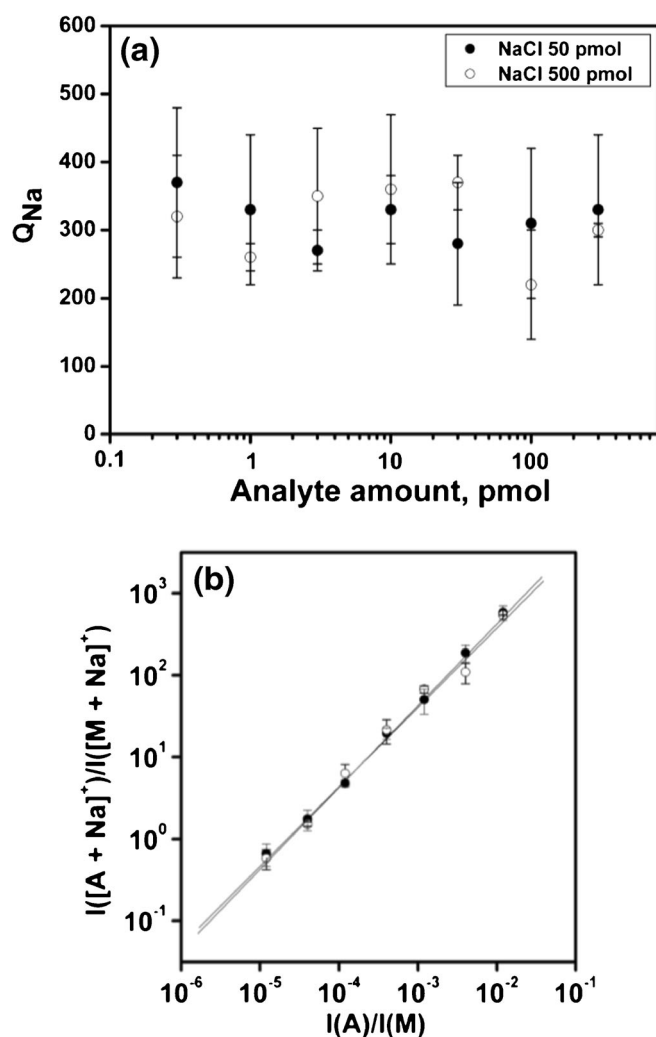 (a)
NaCl 50 pmol
NaCl 500 pmol
600
500
400
300
200
100
0
Q_Na
0.1 1 10 100
Analyte amount, pmol
(b)
10³
10²
10¹
10⁰
10⁻¹
I([A + Na]⁺)/I([M + Na]⁺)
10⁻⁶ 10⁻⁵ 10⁻⁴ 10⁻³ 10⁻² 10⁻¹
I(A)/I(M)